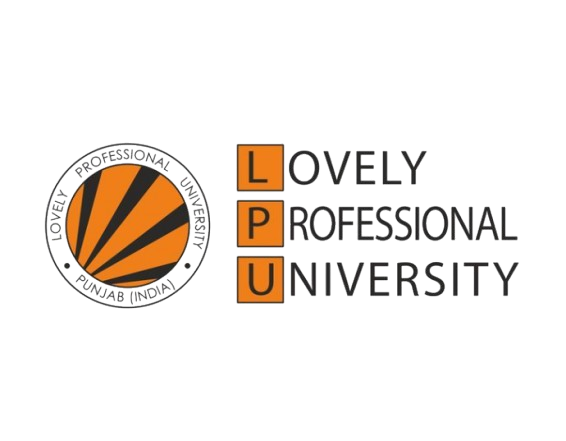 LOVELY PROFESSIONAL UNIVERSITY
• PUNJAB (INDIA) •
LOVELY
PROFESSIONAL
UNIVERSITY